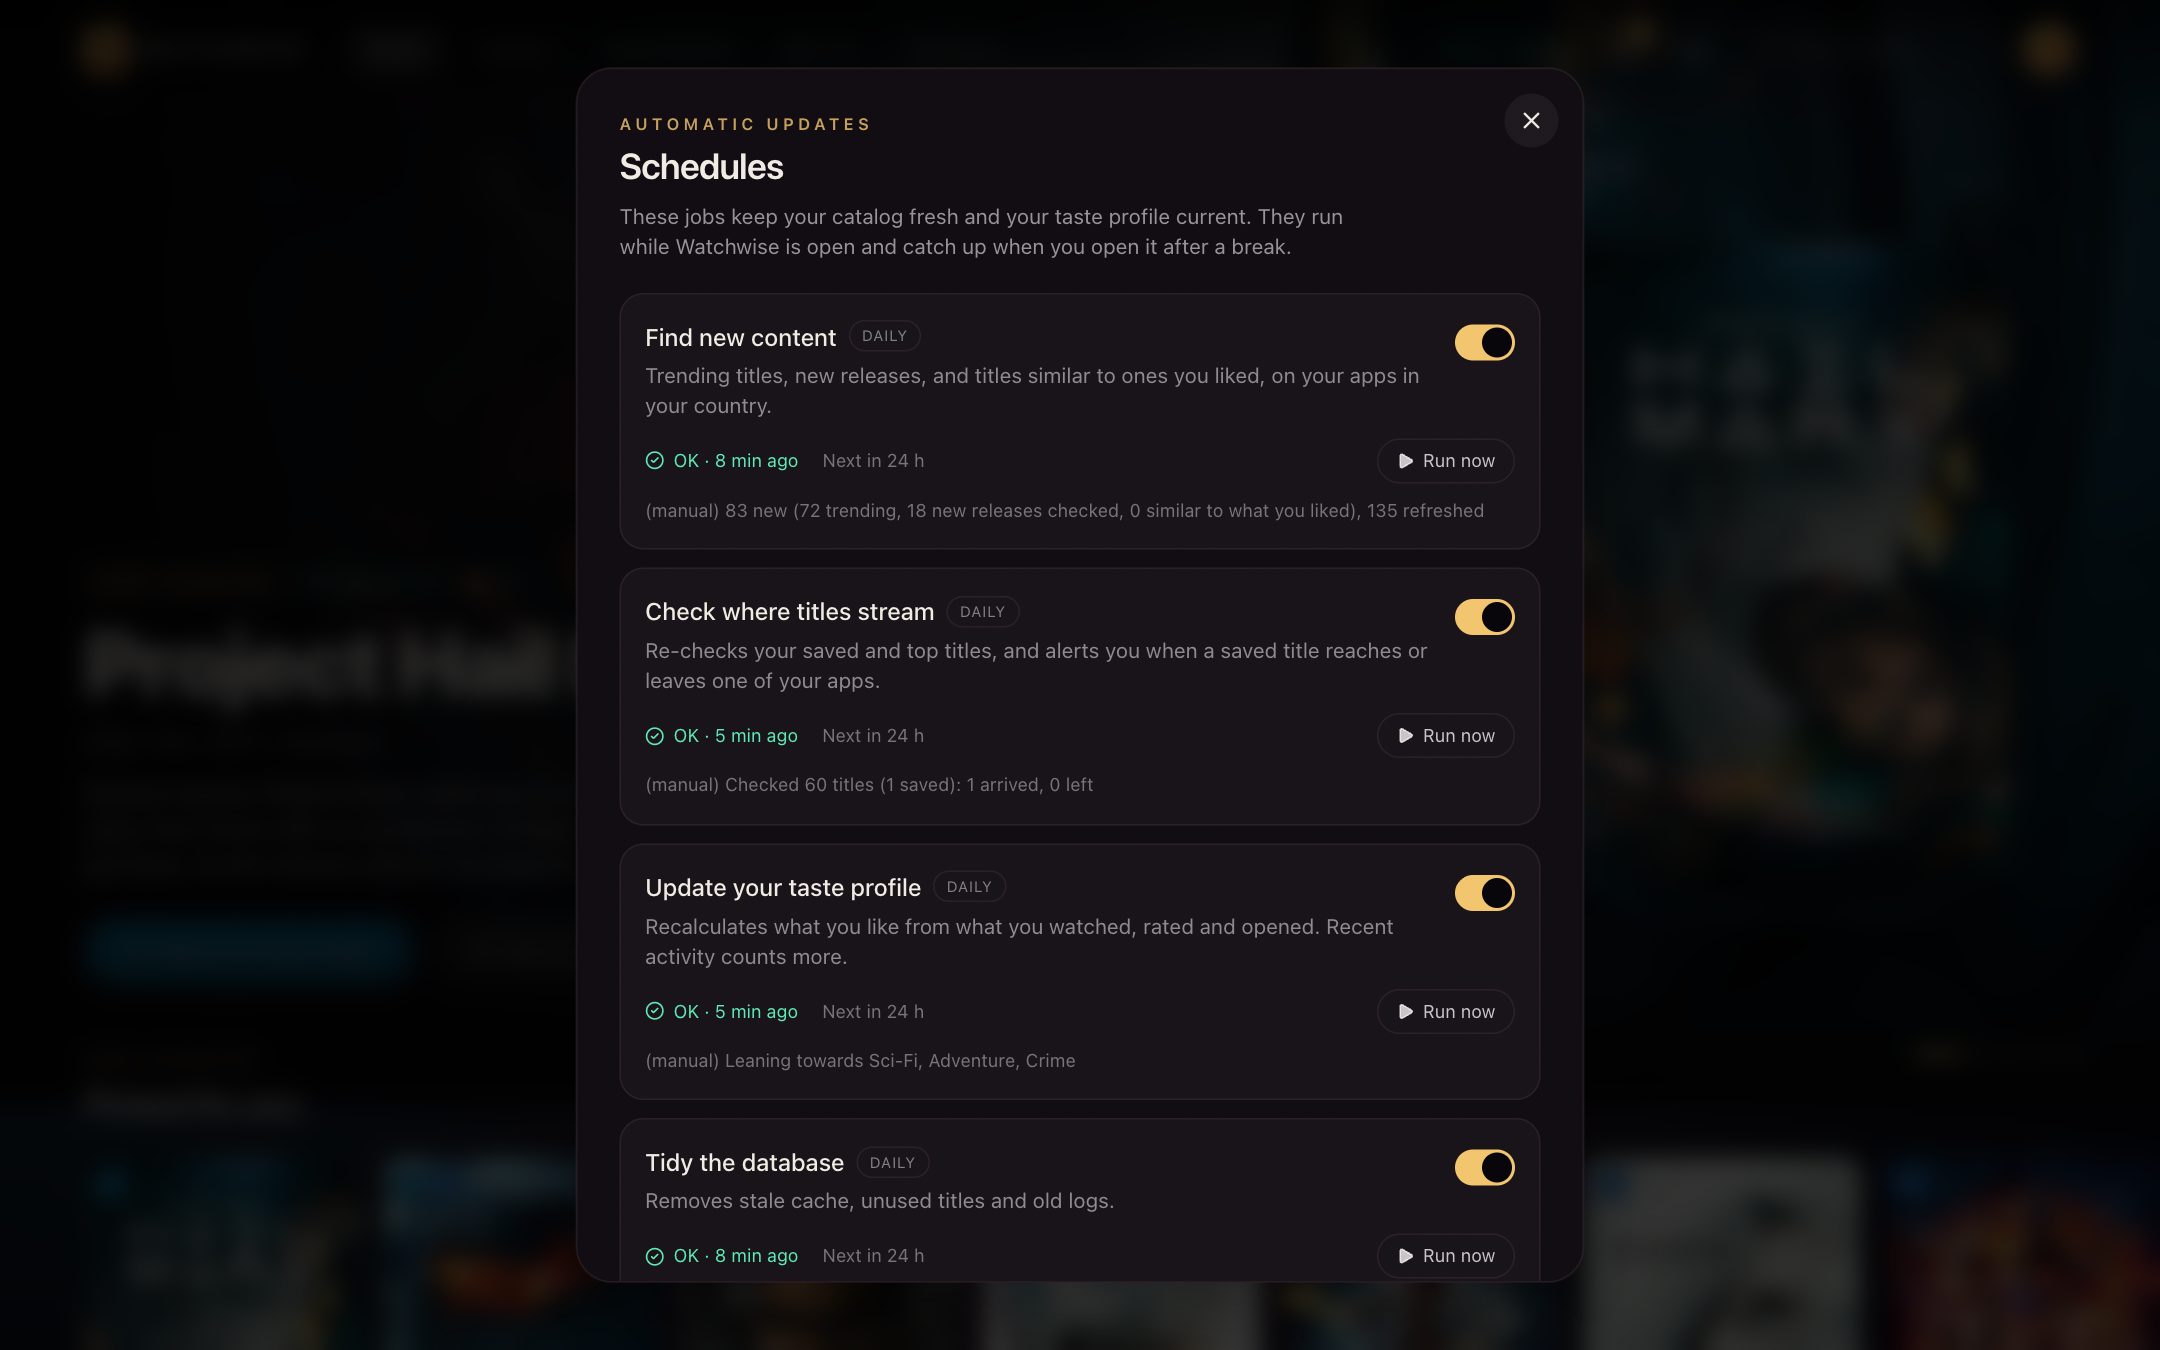 AUTOMATIC UPDATES
Schedules
These jobs keep your catalog fresh and your taste profile current. They run
while Watchwise is open and catch up when you open it after a break.
Find new content DAILY
Trending titles, new releases, and titles similar to ones you liked, on your apps in
your country.
OK · 8 min ago Next in 24 h Run now
(manual) 83 new (72 trending, 18 new releases checked, 0 similar to what you liked), 135 refreshed
Check where titles stream DAILY
Re-checks your saved and top titles, and alerts you when a saved title reaches or
leaves one of your apps.
OK · 5 min ago Next in 24 h Run now
(manual) Checked 60 titles (1 saved): 1 arrived, 0 left
Update your taste profile DAILY
Recalculates what you like from what you watched, rated and opened. Recent
activity counts more.
OK · 5 min ago Next in 24 h Run now
(manual) Leaning towards Sci-Fi, Adventure, Crime
Tidy the database DAILY
Removes stale cache, unused titles and old logs.
OK · 8 min ago Next in 24 h Run now
Project Hail